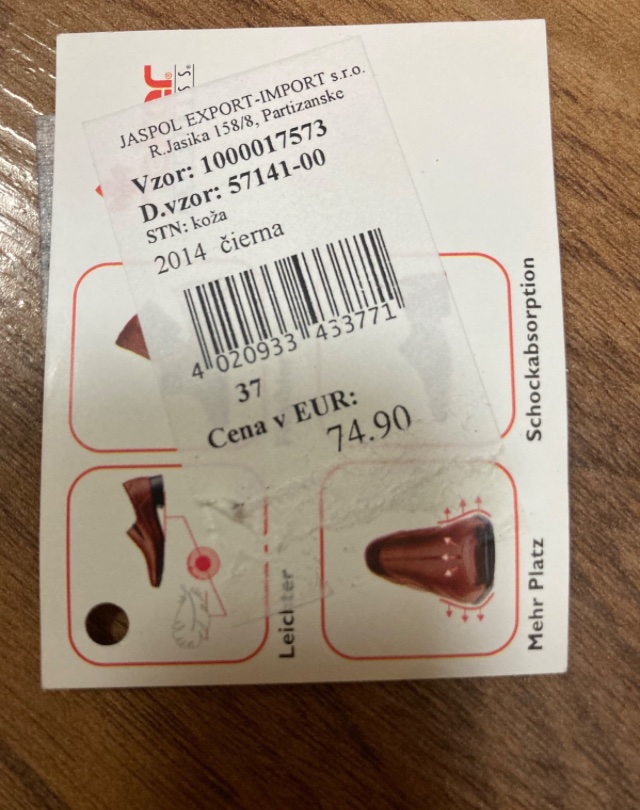 JASPOL EXPORT-IMPORT s.r.o.
R.Jasika 158/8, Partizanske
Vzor: 1000017573
D.vzor: 57141-00
STN: koža
2014 čierna
4 020933 433771
37
Cena v EUR:
74.90
Schockabsorption
Leichter
Mehr Platz